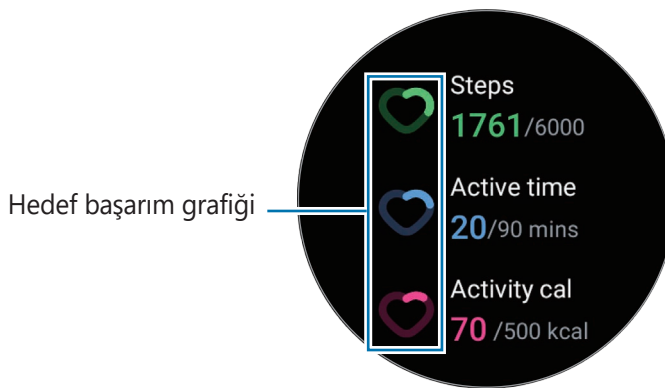 Hedef başarım grafiği
Steps
1761/6000
Active time
20/90 mins
Activity cal
70 /500 kcal